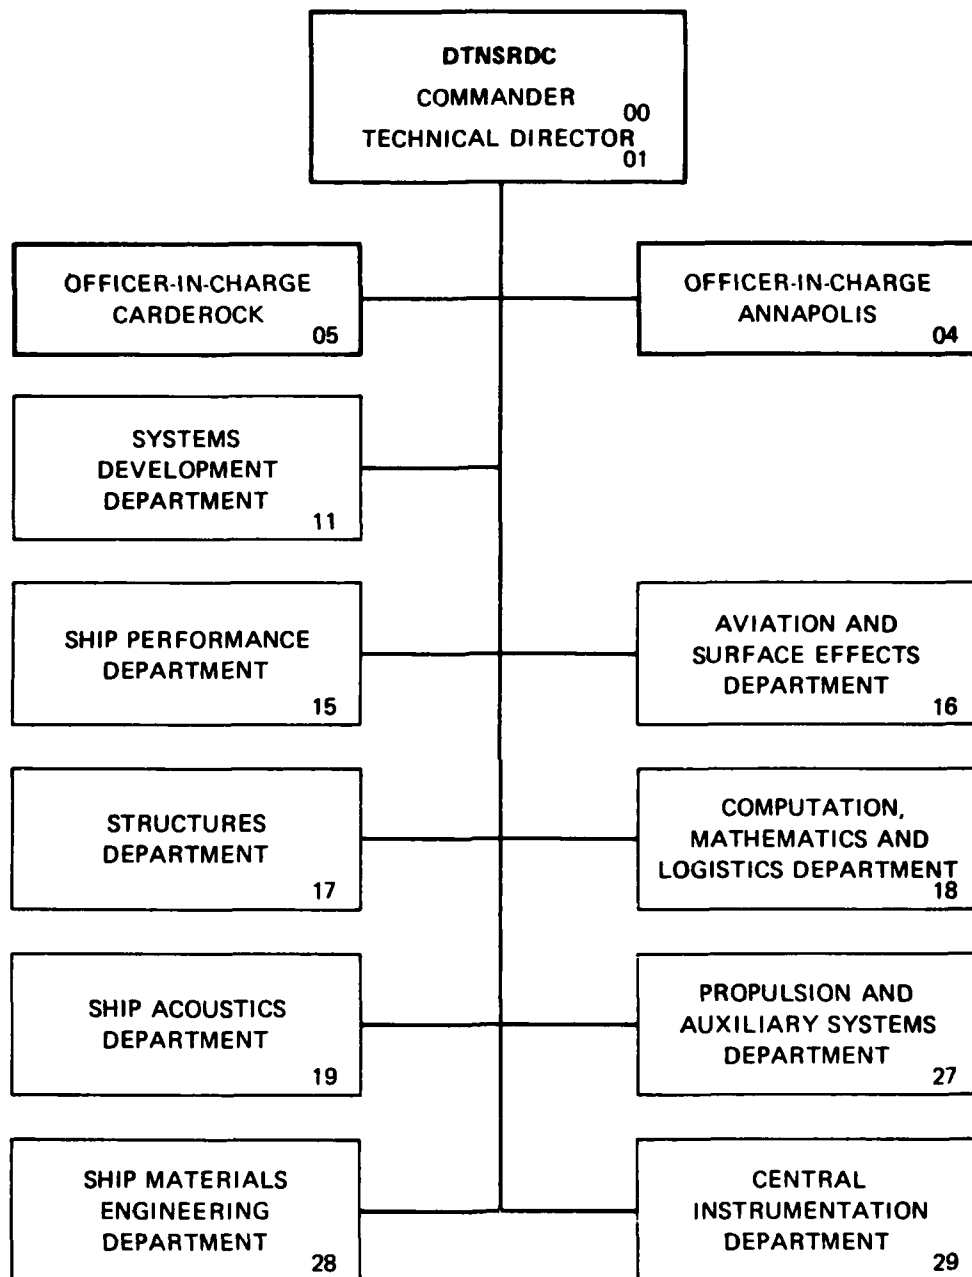 DTNSRDC
COMMANDER
00
TECHNICAL DIRECTOR
01
OFFICER-IN-CHARGE
CARDEROCK
05
OFFICER-IN-CHARGE
ANNAPOLIS
04
SYSTEMS
DEVELOPMENT
DEPARTMENT
11
SHIP PERFORMANCE
DEPARTMENT
15
AVIATION AND
SURFACE EFFECTS
DEPARTMENT
16
STRUCTURES
DEPARTMENT
17
COMPUTATION,
MATHEMATICS AND
LOGISTICS DEPARTMENT
18
SHIP ACOUSTICS
DEPARTMENT
19
PROPULSION AND
AUXILIARY SYSTEMS
DEPARTMENT
27
SHIP MATERIALS
ENGINEERING
DEPARTMENT
28
CENTRAL
INSTRUMENTATION
DEPARTMENT
29